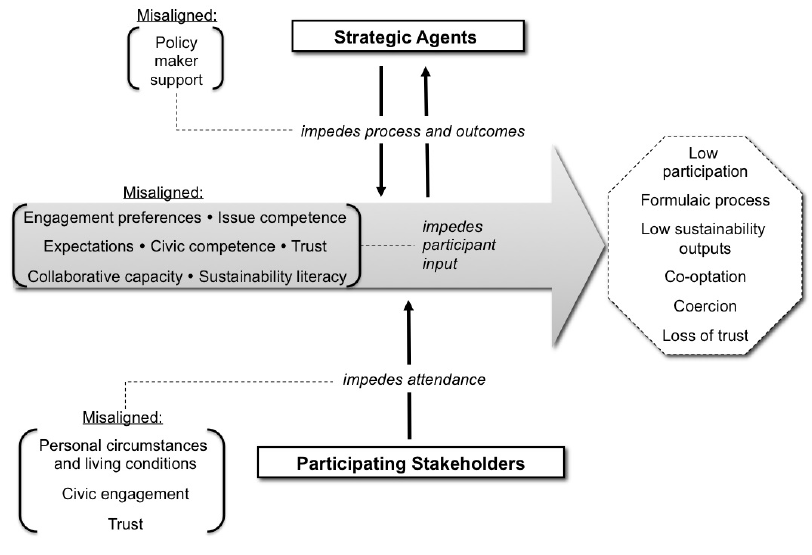 Misaligned:
Policy
maker
support
Strategic Agents
impedes process and outcomes
Misaligned:
Engagement preferences • Issue competence
Expectations • Civic competence • Trust
Collaborative capacity • Sustainability literacy
impedes
participant
input
Low
participation
Formulaic process
Low sustainability
outputs
Co-optation
Coercion
Loss of trust
impedes attendance
Misaligned:
Personal circumstances
and living conditions
Civic engagement
Trust
Participating Stakeholders